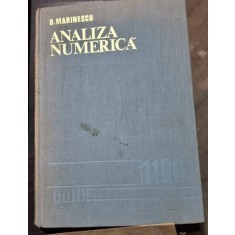 G. MARINESCU
ANALIZA
NUMERICĂ